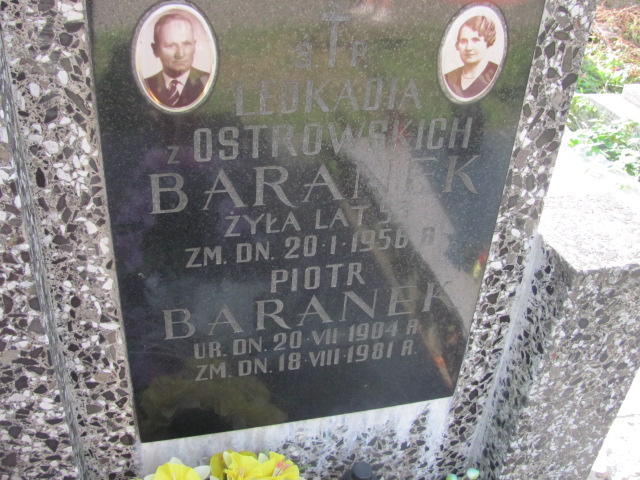 Ś † P
LEOKADIA
Z OSTROWSKICH
BARANEK
ŻYŁA LAT
ZM. DN. 20·I·1956 R
PIOTR
BARANEK
UR. DN. 20·VII·1904 R.
ZM. DN. 18·VIII·1981 R.